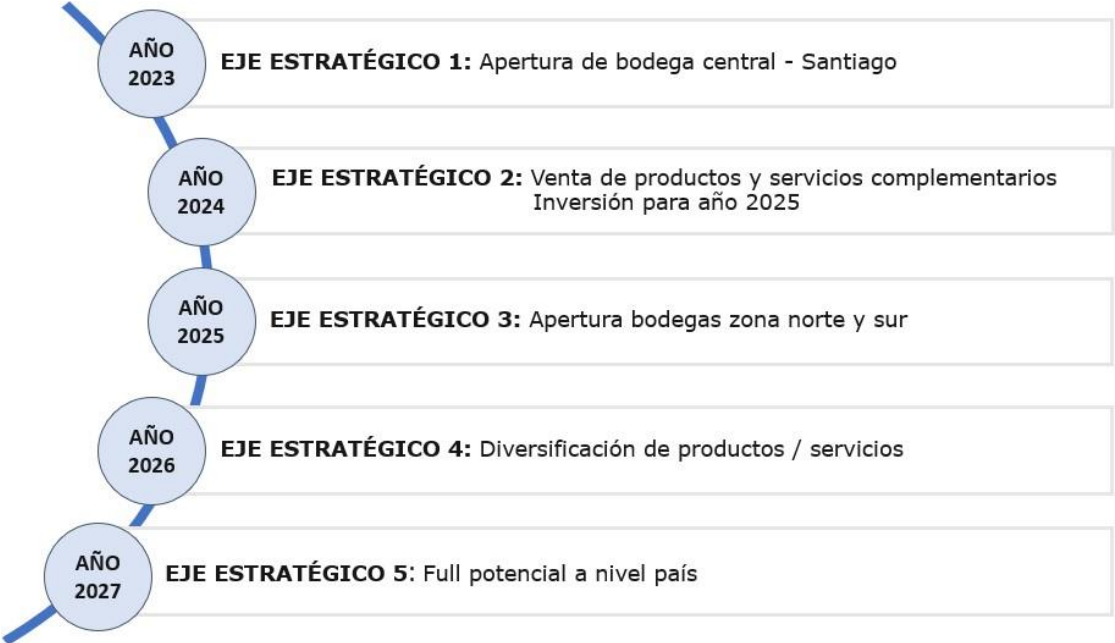 AÑO
2023
EJE ESTRATÉGICO 1: Apertura de bodega central - Santiago
AÑO
2024
EJE ESTRATÉGICO 2: Venta de productos y servicios complementarios
Inversión para año 2025
AÑO
2025
EJE ESTRATÉGICO 3: Apertura bodegas zona norte y sur
AÑO
2026
EJE ESTRATÉGICO 4: Diversificación de productos / servicios
AÑO
2027
EJE ESTRATÉGICO 5: Full potencial a nivel país